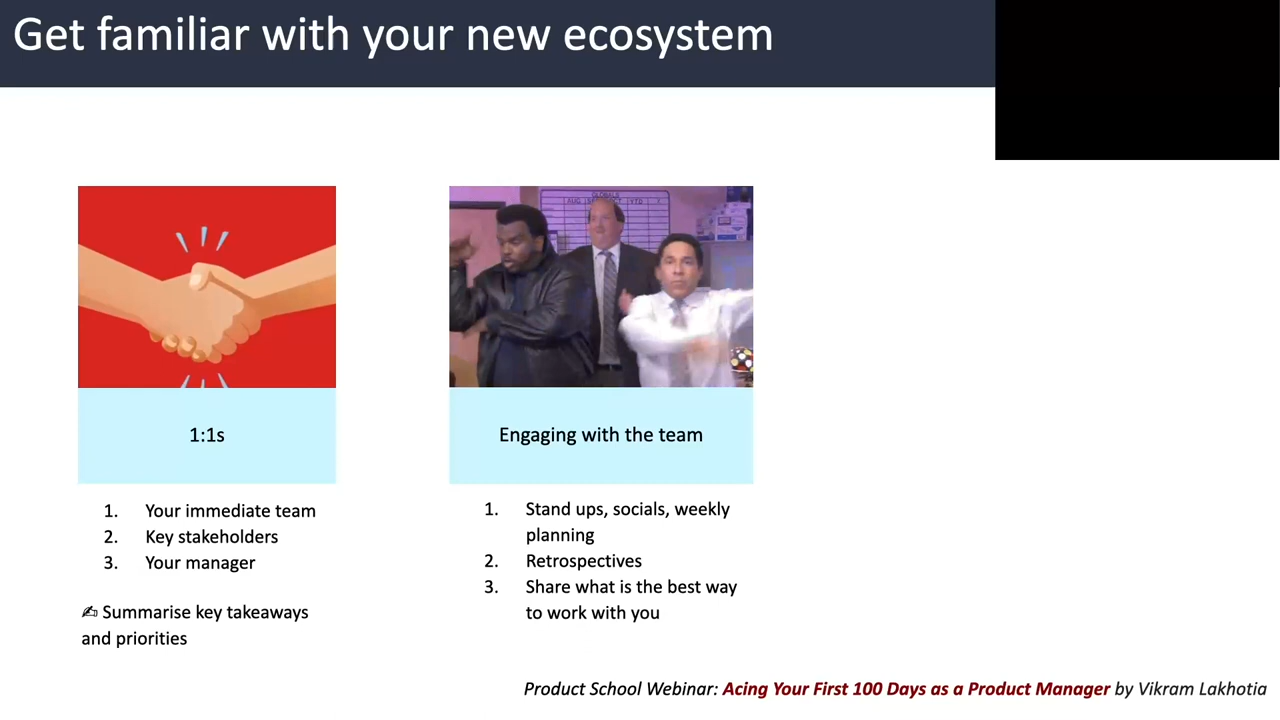 Get familiar with your new ecosystem
GLOBALS
1:1s
1. Your immediate team
2. Key stakeholders
3. Your manager
✍ Summarise key takeaways
and priorities
Engaging with the team
1. Stand ups, socials, weekly
planning
2. Retrospectives
3. Share what is the best way
to work with you
Product School Webinar: Acing Your First 100 Days as a Product Manager by Vikram Lakhotia